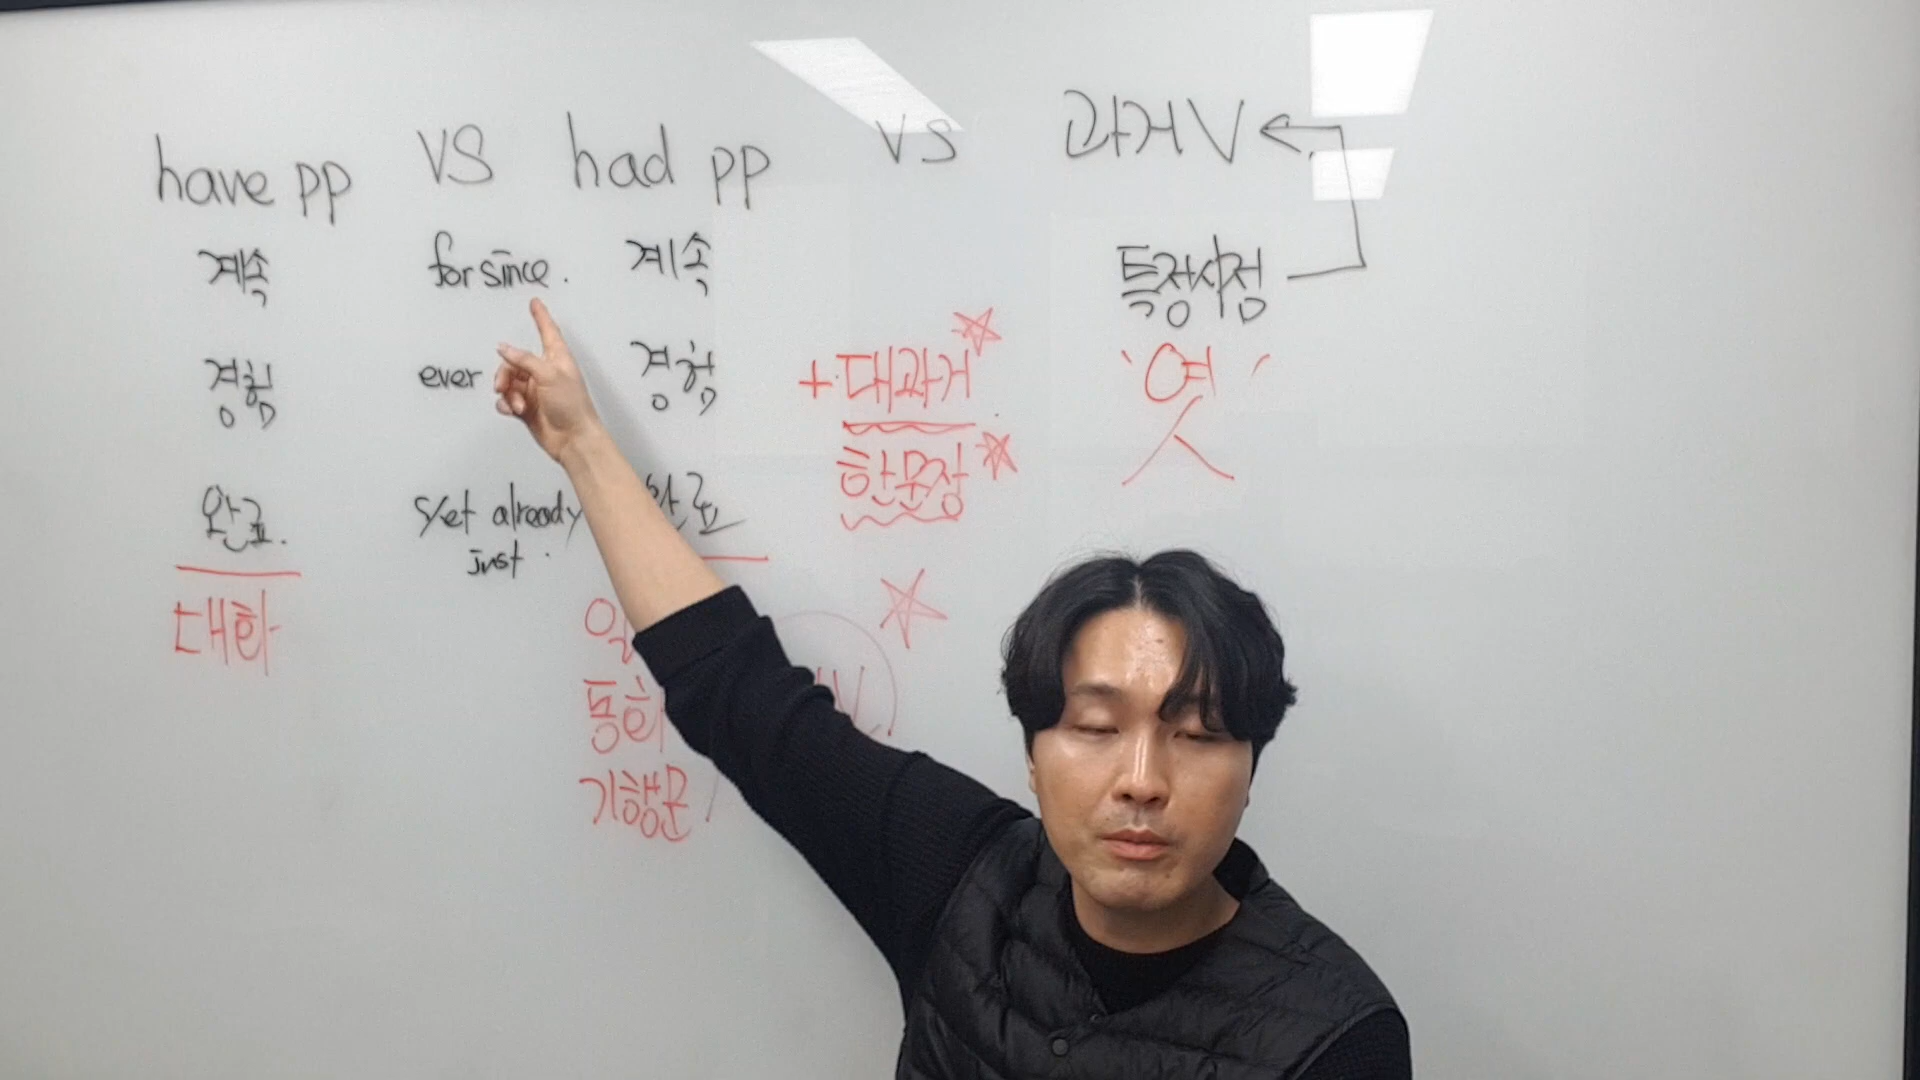 have pp VS had pp VS 과거V
계속 for since. 계속 특정시점
경험 ever 경험 +대과거 '여'
한문장 人
완료. yet already 완료
just.
대화
동화
기행문